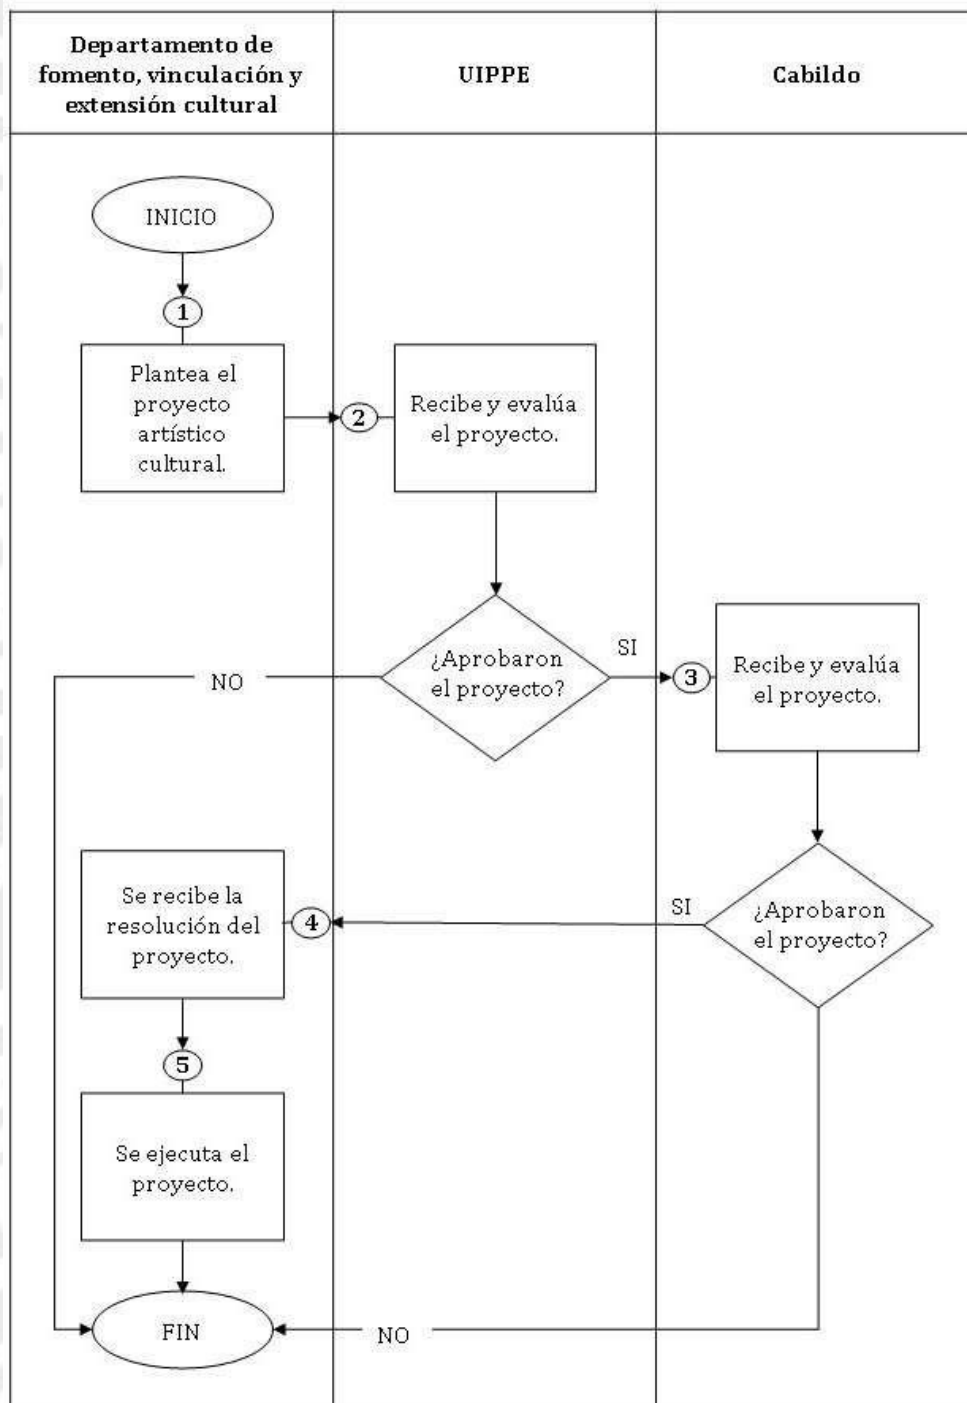 Departamento de
fomento, vinculación y
extensión cultural
UIPPE
Cabildo
INICIO
1
Plantea el
proyecto
artístico
cultural.
2
Recibe y evalúa
el proyecto.
¿Aprobaron
el proyecto?
SI
NO
3
Recibe y evalúa
el proyecto.
¿Aprobaron
el proyecto?
SI
4
Se recibe la
resolución del
proyecto.
5
Se ejecuta el
proyecto.
FIN
NO